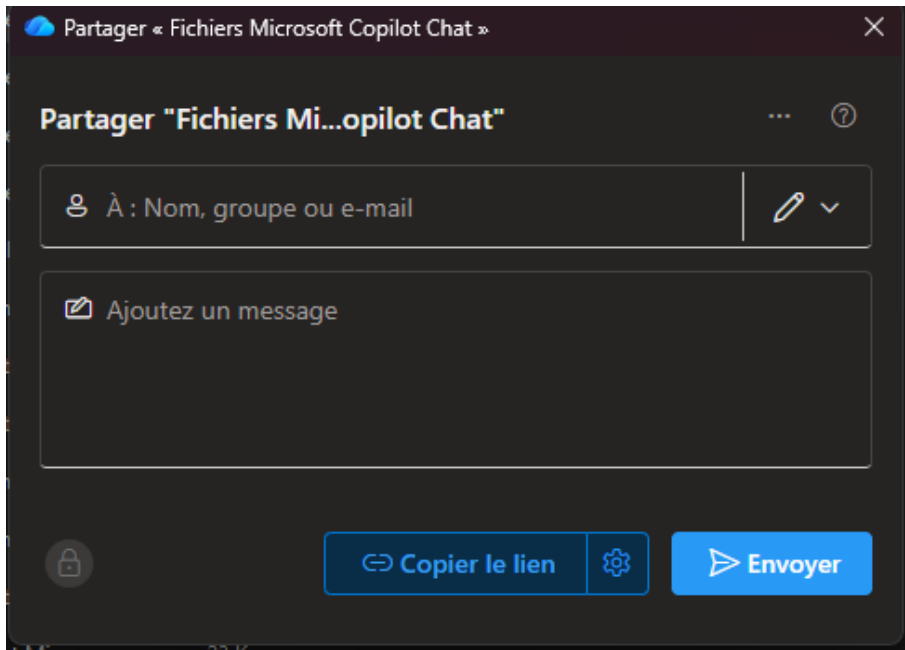 Partager « Fichiers Microsoft Copilot Chat »
Partager "Fichiers Mi...opilot Chat"
À : Nom, groupe ou e-mail
Ajoutez un message
Copier le lien
Envoyer